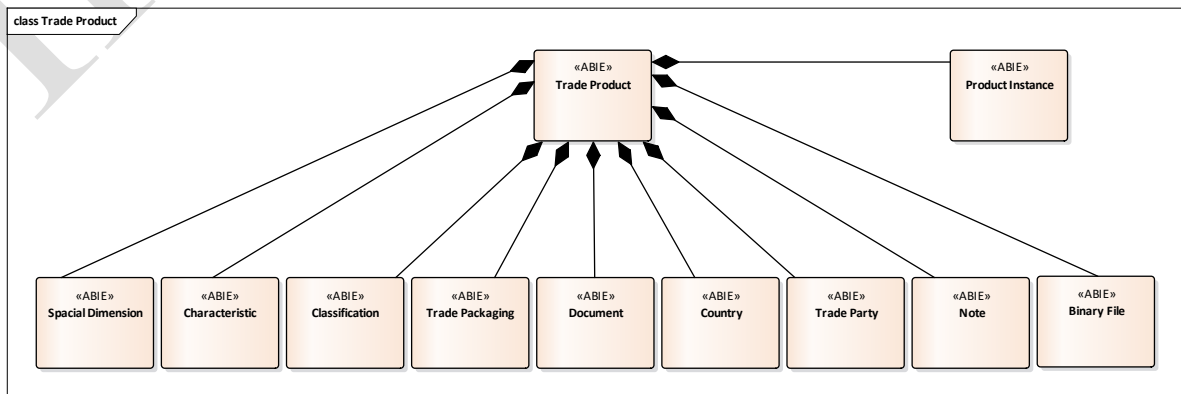 class Trade Product
«ABIE»
Trade Product
«ABIE»
Product Instance
«ABIE»
Spacial Dimension
«ABIE»
Characteristic
«ABIE»
Classification
«ABIE»
Trade Packaging
«ABIE»
Document
«ABIE»
Country
«ABIE»
Trade Party
«ABIE»
Note
«ABIE»
Binary File